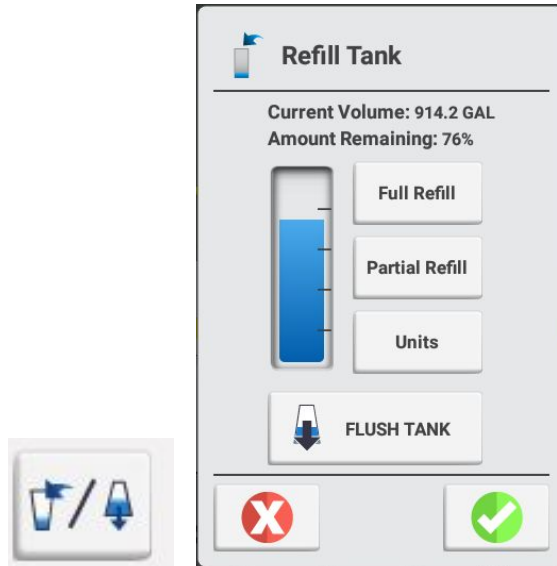 Refill Tank
Current Volume: 914.2 GAL
Amount Remaining: 76%
Full Refill
Partial Refill
Units
FLUSH TANK